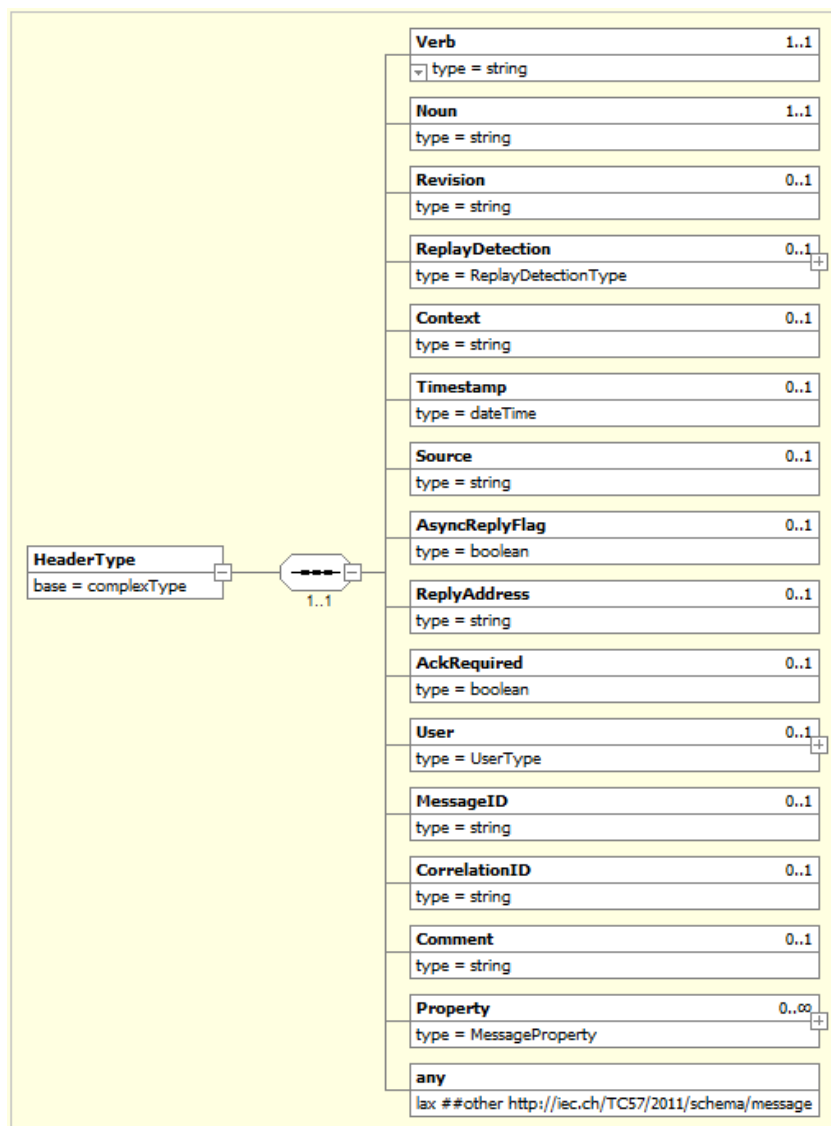 Verb 1..1
type = string
Noun 1..1
type = string
Revision 0..1
type = string
ReplayDetection 0..1
type = ReplayDetectionType
Context 0..1
type = string
Timestamp 0..1
type = dateTime
Source 0..1
type = string
AsyncReplyFlag 0..1
type = boolean
HeaderType
base = complexType
1..1
ReplyAddress 0..1
type = string
AckRequired 0..1
type = boolean
User 0..1
type = UserType
MessageID 0..1
type = string
CorrelationID 0..1
type = string
Comment 0..1
type = string
Property 0..∞
type = MessageProperty
any
lax ##other http://iec.ch/TC57/2011/schema/message